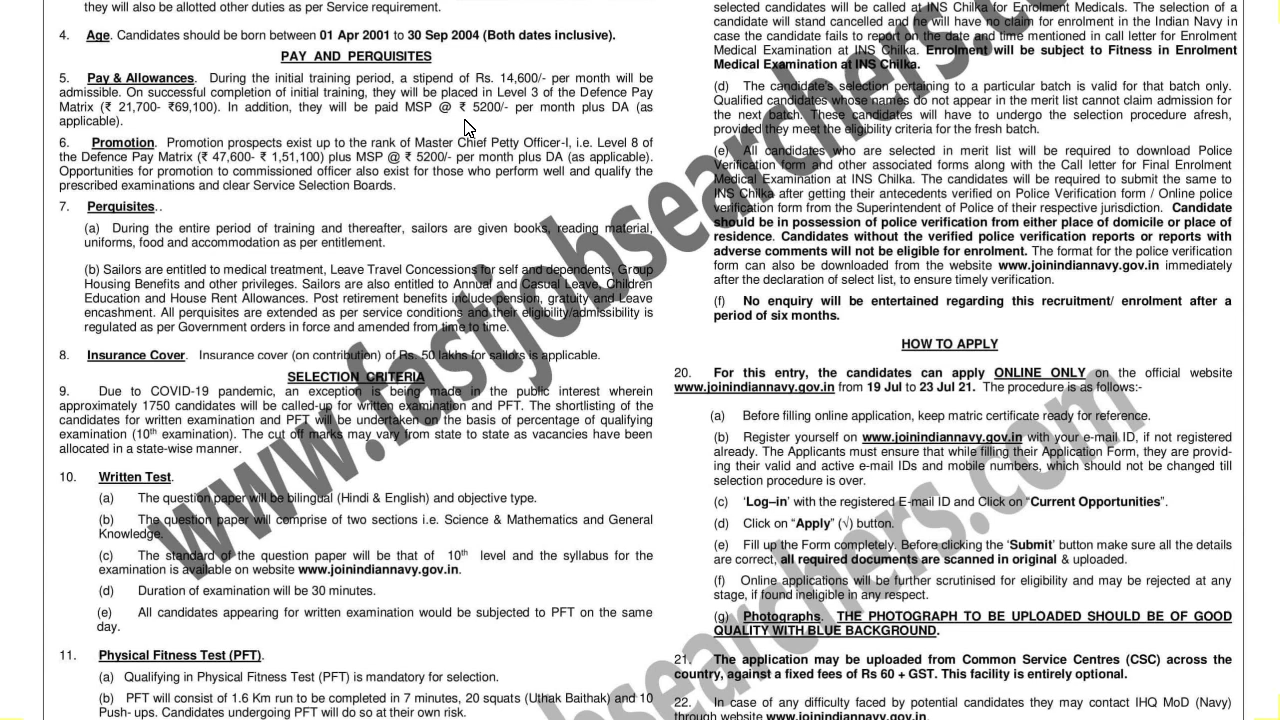 they will also be allotted other duties as per Service requirement.
4. Age. Candidates should be born between 01 Apr 2001 to 30 Sep 2004 (Both dates inclusive).
PAY AND PERQUISITES
5. Pay & Allowances. During the initial training period, a stipend of Rs. 14,600/- per month will be
admissible. On successful completion of initial training, they will be placed in Level 3 of the Defence Pay
Matrix (₹ 21,700- ₹69,100). In addition, they will be paid MSP @ ₹ 5200/- per month plus DA (as
applicable).
6. Promotion. Promotion prospects exist up to the rank of Master Chief Petty Officer-I, i.e. Level 8 of
the Defence Pay Matrix (₹ 47,600- ₹ 1,51,100) plus MSP @ ₹ 5200/- per month plus DA (as applicable).
Opportunities for promotion to commissioned officer also exist for those who perform well and qualify the
prescribed examinations and clear Service Selection Boards.
7. Perquisites..
(a) During the entire period of training and thereafter, sailors are given books, reading material,
uniforms, food and accommodation as per entitlement.
(b) Sailors are entitled to medical treatment, Leave Travel Concessions for self and dependents, Group
Housing Benefits and other privileges. Sailors are also entitled to Annual and Casual Leave, Children
Education and House Rent Allowances. Post retirement benefits include pension, gratuity and Leave
encashment. All perquisites are extended as per service conditions and their eligibility/admissibility is
regulated as per Government orders in force and amended from time to time.
8. Insurance Cover. Insurance cover (on contribution) of Rs. 50 lakhs for sailors is applicable.
SELECTION CRITERIA
9. Due to COVID-19 pandemic, an exception is being made in the public interest wherein
approximately 1750 candidates will be called-up for written examination and PFT. The shortlisting of the
candidates for written examination and PFT will be undertaken on the basis of percentage of qualifying
examination (10th examination). The cut off marks may vary from state to state as vacancies have been
allocated in a state-wise manner.
10. Written Test.
(a) The question paper will be bilingual (Hindi & English) and objective type.
(b) The question paper will comprise of two sections i.e. Science & Mathematics and General
Knowledge.
(c) The standard of the question paper will be that of 10th level and the syllabus for the
examination is available on website www.joinindiannavy.gov.in.
(d) Duration of examination will be 30 minutes.
(e) All candidates appearing for written examination would be subjected to PFT on the same
day.
11. Physical Fitness Test (PFT).
(a) Qualifying in Physical Fitness Test (PFT) is mandatory for selection.
(b) PFT will consist of 1.6 Km run to be completed in 7 minutes, 20 squats (Uthak Baithak) and 10
Push- ups. Candidates undergoing PFT will do so at their own risk.
selected candidates will be called at INS Chilka for Enrolment Medicals. The selection of a
candidate will stand cancelled and he will have no claim for enrolment in the Indian Navy in
case the candidate fails to report on the date and time mentioned in call letter for Enrolment
Medical Examination at INS Chilka. Enrolment will be subject to Fitness in Enrolment
Medical Examination at INS Chilka.
(d) The candidate's selection pertaining to a particular batch is valid for that batch only.
Qualified candidates whose names do not appear in the merit list cannot claim admission for
the next batch. These candidates will have to undergo the selection procedure afresh,
provided they meet the eligibility criteria for the fresh batch.
(e) All candidates who are selected in merit list will be required to download Police
Verification form and other associated forms along with the Call letter for Final Enrolment
Medical Examination at INS Chilka. The candidates will be required to submit the same to
INS Chilka after getting their antecedents verified on Police Verification form / Online police
verification form from the Superintendent of Police of their respective jurisdiction. Candidate
should be in possession of police verification from either place of domicile or place of
residence. Candidates without the verified police verification reports or reports with
adverse comments will not be eligible for enrolment. The format for the police verification
form can also be downloaded from the website www.joinindiannavy.gov.in immediately
after the declaration of select list, to ensure timely verification.
(f) No enquiry will be entertained regarding this recruitment/ enrolment after a
period of six months.
HOW TO APPLY
20. For this entry, the candidates can apply ONLINE ONLY on the official website
www.joinindiannavy.gov.in from 19 Jul to 23 Jul 21. The procedure is as follows:-
(a) Before filling online application, keep matric certificate ready for reference.
(b) Register yourself on www.joinindiannavy.gov.in with your e-mail ID, if not registered
already. The Applicants must ensure that while filling their Application Form, they are provid-
ing their valid and active e-mail IDs and mobile numbers, which should not be changed till
selection procedure is over.
(c) ‘Log–in’ with the registered E-mail ID and Click on “Current Opportunities”.
(d) Click on “Apply” (√) button.
(e) Fill up the Form completely. Before clicking the ‘Submit’ button make sure all the details
are correct, all required documents are scanned in original & uploaded.
(f) Online applications will be further scrutinised for eligibility and may be rejected at any
stage, if found ineligible in any respect.
(g) Photographs. THE PHOTOGRAPH TO BE UPLOADED SHOULD BE OF GOOD
QUALITY WITH BLUE BACKGROUND.
21. The application may be uploaded from Common Service Centres (CSC) across the
country, against a fixed fees of Rs 60 + GST. This facility is entirely optional.
22. In case of any difficulty faced by potential candidates they may contact IHQ MoD (Navy)
through website www.joinindiannavy.gov.in.
www.fastjobsearchers.co
bsearchers.com